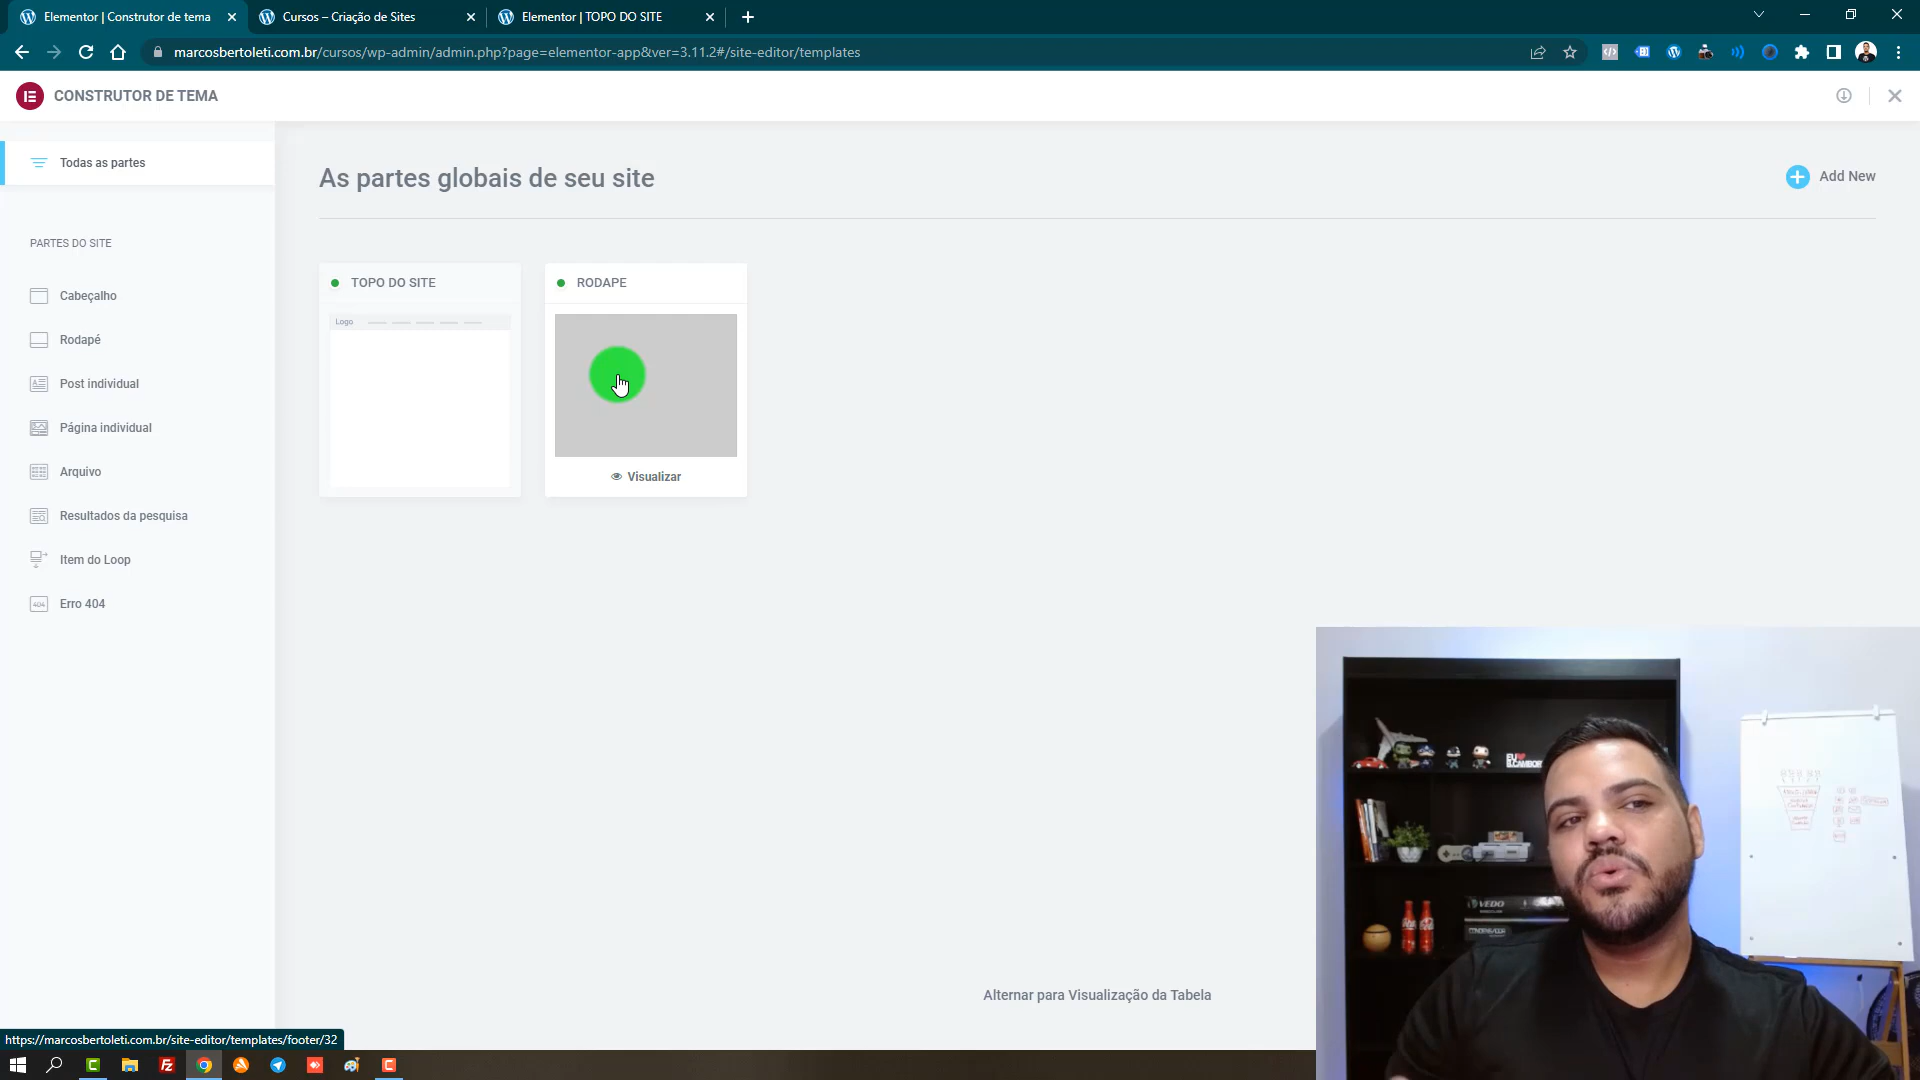 Elementor | Construtor de tema
Cursos – Criação de Sites
Elementor | TOPO DO SITE
marcosbertoleti.com.br/cursos/wp-admin/admin.php?page=elementor-app&ver=3.11.2#/site-editor/templates
CONSTRUTOR DE TEMA
Todas as partes
PARTES DO SITE
Cabeçalho
Rodapé
Post individual
Página individual
Arquivo
Resultados da pesquisa
Item do Loop
404
Erro 404
As partes globais de seu site
Add New
TOPO DO SITE
Logo
RODAPE
Visualizar
Alternar para Visualização da Tabela
https://marcosbertoleti.com.br/site-editor/templates/footer/32
VEDO